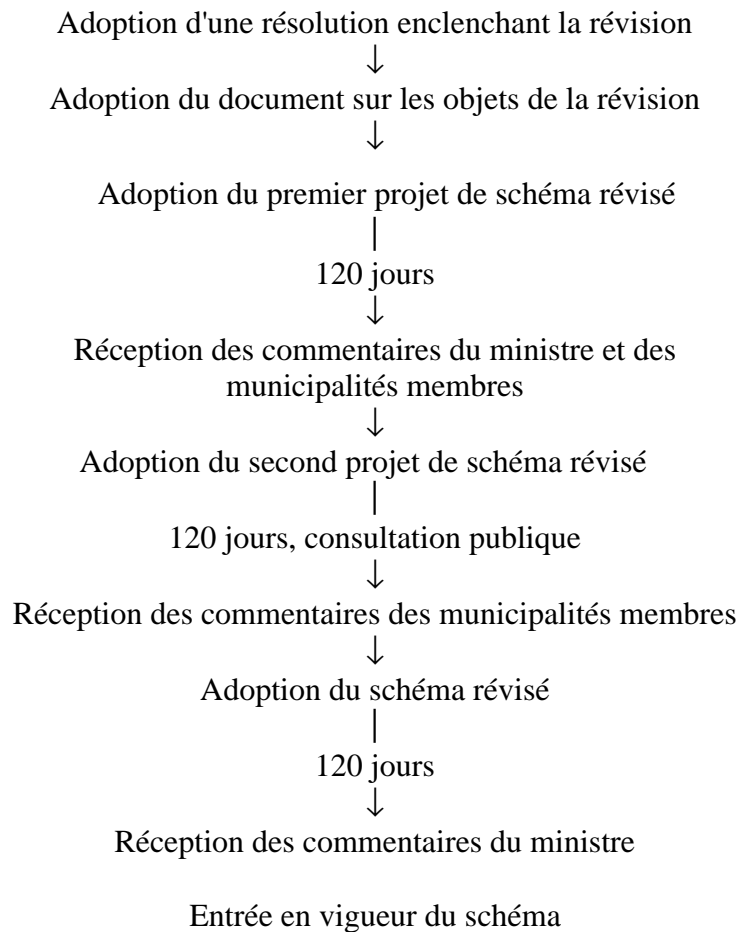 Adoption d'une résolution enclenchant la révision
↓
Adoption du document sur les objets de la révision
↓
Adoption du premier projet de schéma révisé
|
120 jours
↓
Réception des commentaires du ministre et des
municipalités membres
↓
Adoption du second projet de schéma révisé
|
120 jours, consultation publique
↓
Réception des commentaires des municipalités membres
↓
Adoption du schéma révisé
|
120 jours
↓
Réception des commentaires du ministre
Entrée en vigueur du schéma